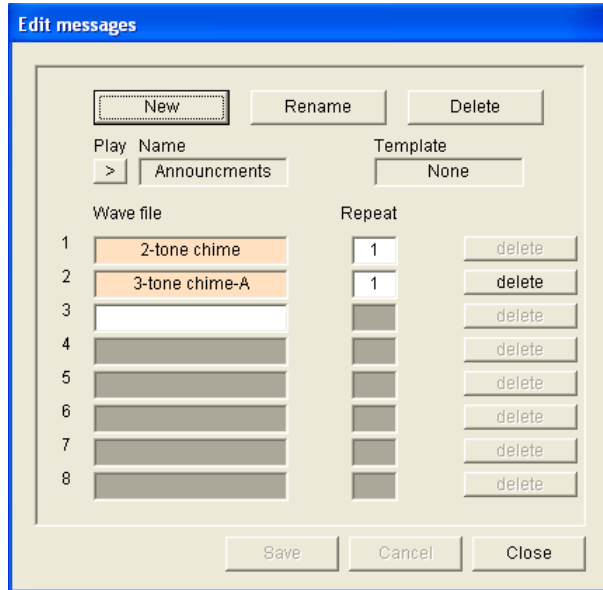 Edit messages
New Rename Delete
Play Name Template
> Announcments None
Wave file Repeat
1 2-tone chime 1 delete
2 3-tone chime-A 1 delete
3 delete
4 delete
5 delete
6 delete
7 delete
8 delete
Save Cancel Close